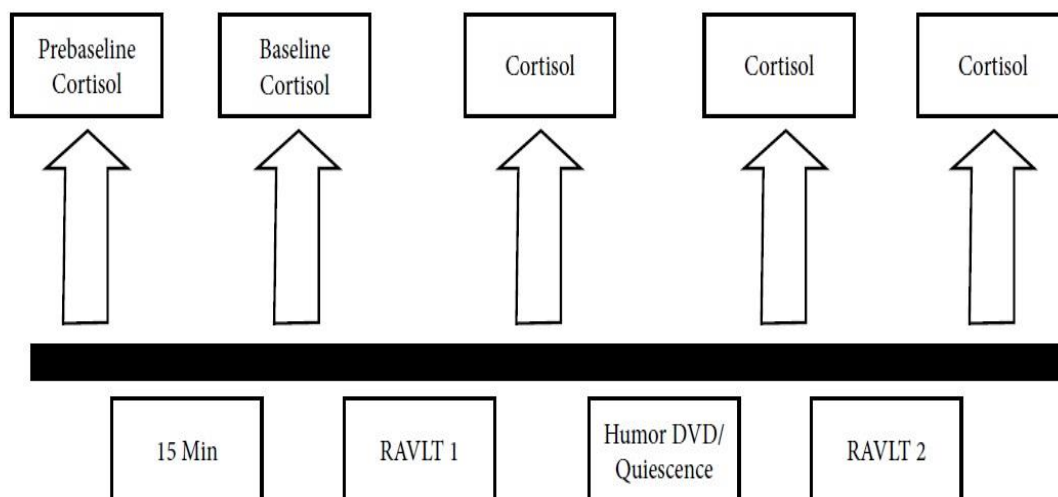 Prebaseline
Cortisol
Baseline
Cortisol
Cortisol
Cortisol
Cortisol
15 Min
RAVLT 1
Humor DVD/
Quiescence
RAVLT 2